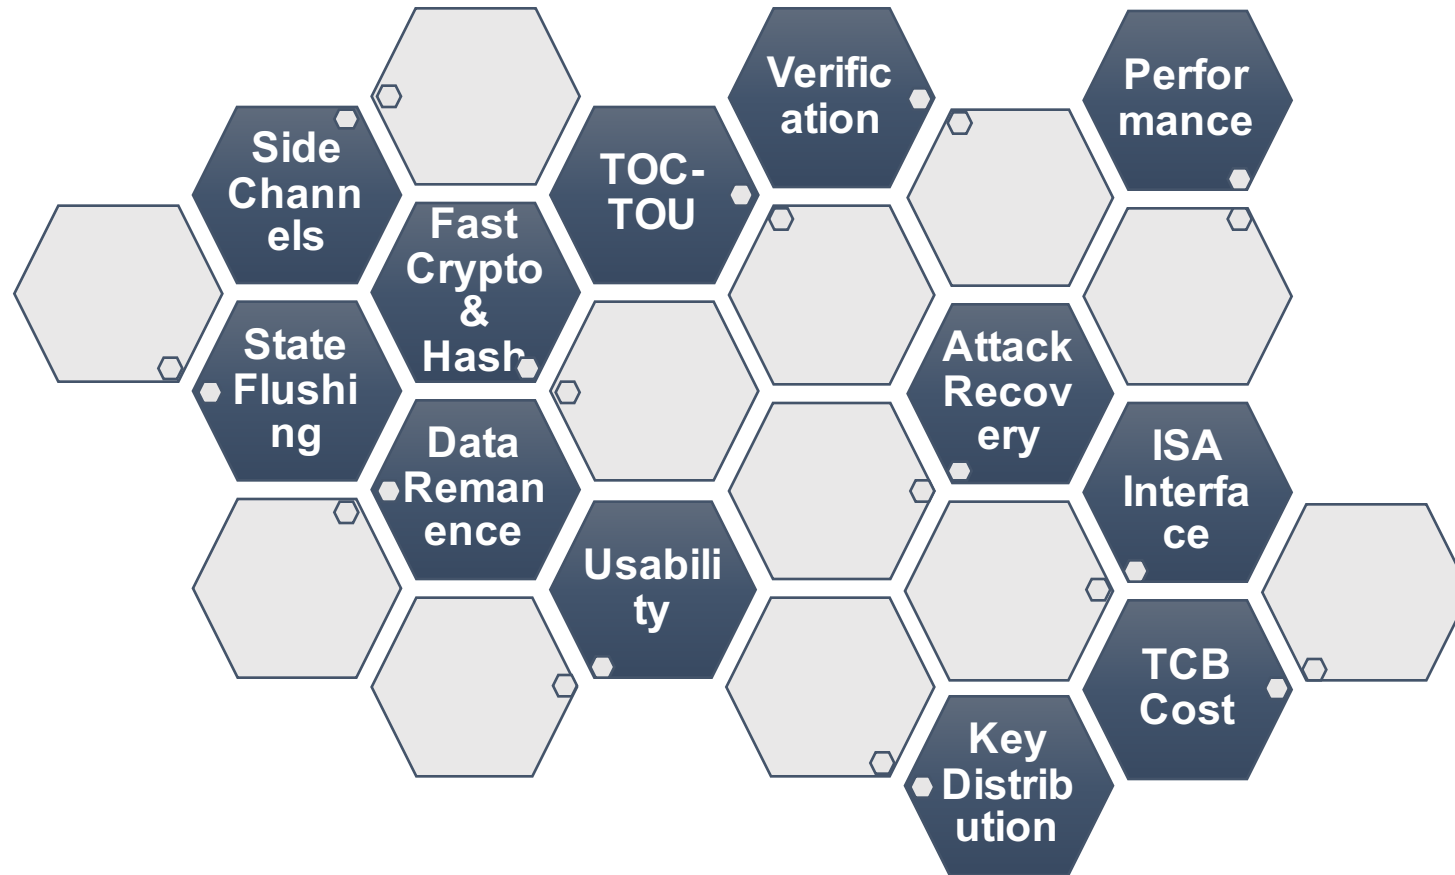 Side
Chann
els
Fast
Crypto
&
Hash
TOC-
TOU
Verific
ation
Perfor
mance
State
Flushi
ng
Data
Reman
ence
Usabili
ty
Attack
Recov
ery
ISA
Interfa
ce
TCB
Cost
Key
Distrib
ution